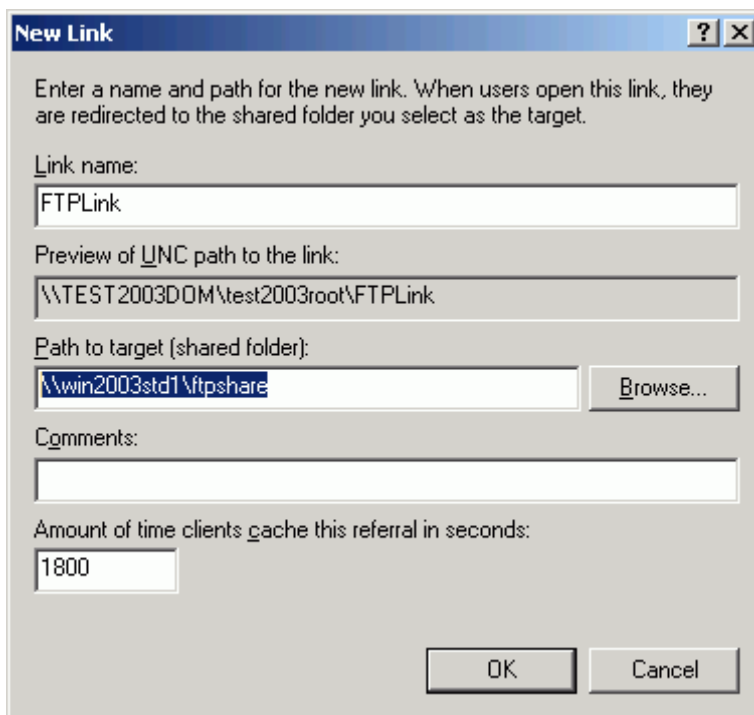 New Link
Enter a name and path for the new link. When users open this link, they
are redirected to the shared folder you select as the target.
Link name:
FTPLink
Preview of UNC path to the link:
\\TEST2003DOM\test2003root\FTPLink
Path to target (shared folder):
\\win2003std1\ftpshare
Browse...
Comments:
Amount of time clients cache this referral in seconds:
1800
OK
Cancel